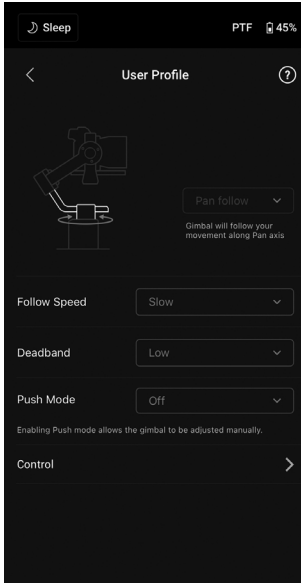 Sleep
PTF 45%
User Profile ?
Pan follow
Gimbal will follow your
movement along Pan axis
Follow Speed Slow
Deadband Low
Push Mode Off
Enabling Push mode allows the gimbal to be adjusted manually.
Control